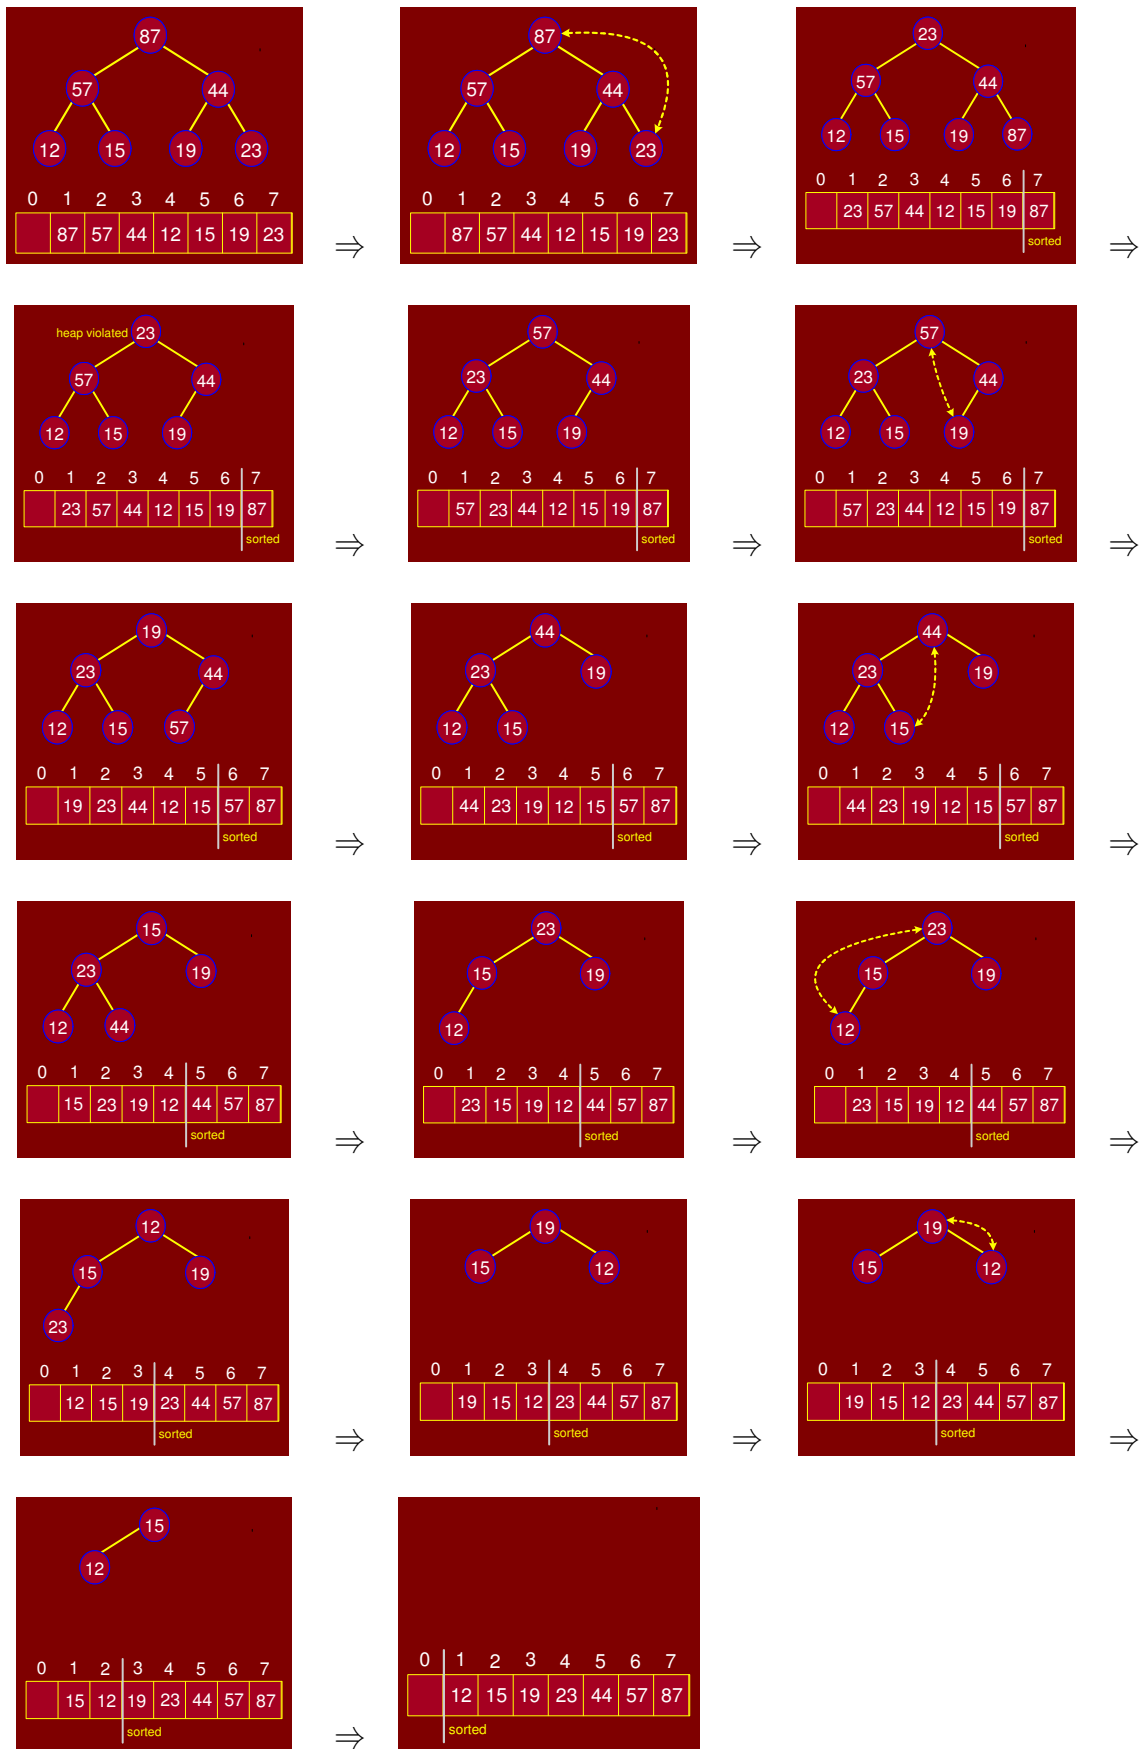 87 87 23
57 44 57 44 57 44
12 15 19 23 12 15 19 23 12 15 19 87
0 1 2 3 4 5 6 7 0 1 2 3 4 5 6 7 0 1 2 3 4 5 6 7
87 57 44 12 15 19 23 ⇒ 87 57 44 12 15 19 23 ⇒ 23 57 44 12 15 19 87 ⇒
sorted
heap violated 23 57 57
57 44 23 44 23 44
12 15 19 12 15 19 12 15 19
0 1 2 3 4 5 6 7 0 1 2 3 4 5 6 7 0 1 2 3 4 5 6 7
23 57 44 12 15 19 87 57 23 44 12 15 19 87 57 23 44 12 15 19 87
sorted ⇒ sorted ⇒ sorted ⇒
19 44 44
23 44 23 19 23 19
12 15 57 12 15 12 15
0 1 2 3 4 5 6 7 0 1 2 3 4 5 6 7 0 1 2 3 4 5 6 7
19 23 44 12 15 57 87 44 23 19 12 15 57 87 44 23 19 12 15 57 87
sorted ⇒ sorted ⇒ sorted ⇒
15 23 23
23 19 15 19 15 19
12 44 12 12
0 1 2 3 4 5 6 7 0 1 2 3 4 5 6 7 0 1 2 3 4 5 6 7
15 23 19 12 44 57 87 23 15 19 12 44 57 87 23 15 19 12 44 57 87
sorted ⇒ sorted ⇒ sorted ⇒
12 19 19
15 19 15 12 15 12
23
0 1 2 3 4 5 6 7 0 1 2 3 4 5 6 7 0 1 2 3 4 5 6 7
12 15 19 23 44 57 87 19 15 12 23 44 57 87 19 15 12 23 44 57 87
sorted ⇒ sorted ⇒ sorted ⇒
15
12
0 1 2 3 4 5 6 7 0 1 2 3 4 5 6 7
15 12 19 23 44 57 87 12 15 19 23 44 57 87
sorted ⇒ sorted